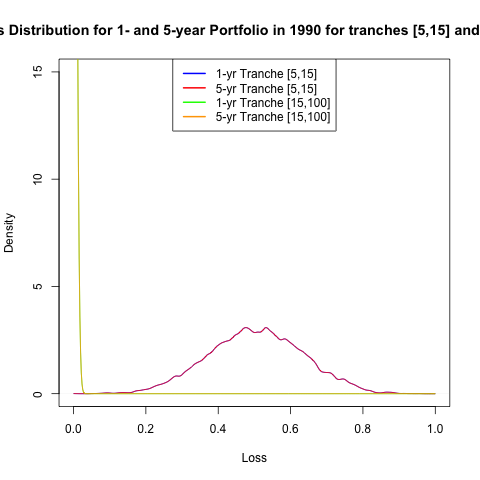 s Distribution for 1- and 5-year Portfolio in 1990 for tranches [5,15] and
1-yr Tranche [5,15]
5-yr Tranche [5,15]
1-yr Tranche [15,100]
5-yr Tranche [15,100]
15
10
5
0
Density
0.0 0.2 0.4 0.6 0.8 1.0
Loss